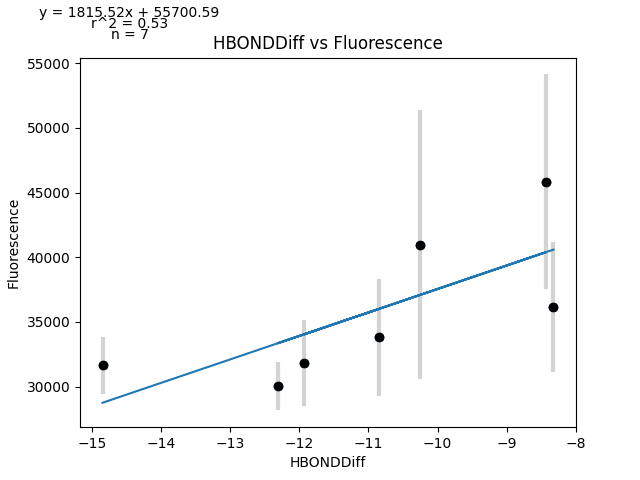 y = 1815.52x + 55700.59
r^2 = 0.53
n = 7
HBONDDiff vs Fluorescence
55000
50000
45000
40000
35000
30000
Fluorescence
−15
−14
−13
−12
−11
−10
−9
−8
HBONDDiff